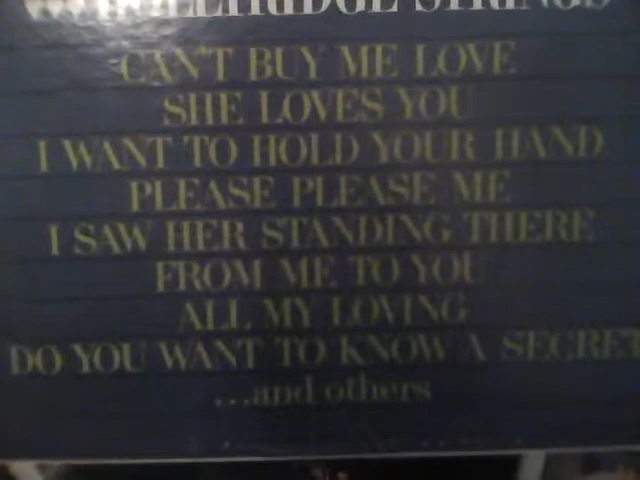 STRINGS
CAN'T BUY ME LOVE
SHE LOVES YOU
I WANT TO HOLD YOUR HAND
PLEASE PLEASE ME
I SAW HER STANDING THERE
FROM ME TO YOU
ALL MY LOVING
DO YOU WANT TO KNOW A SECRET
...and others